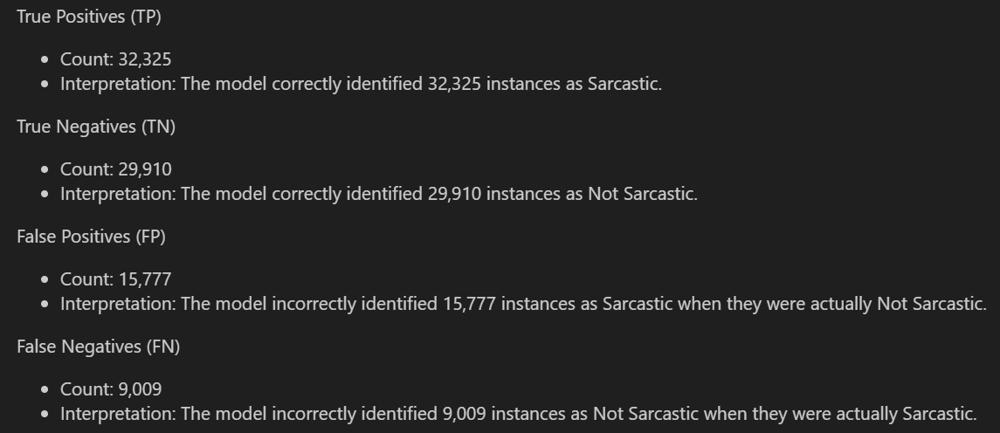 True Positives (TP)
• Count: 32,325
• Interpretation: The model correctly identified 32,325 instances as Sarcastic.
True Negatives (TN)
• Count: 29,910
• Interpretation: The model correctly identified 29,910 instances as Not Sarcastic.
False Positives (FP)
• Count: 15,777
• Interpretation: The model incorrectly identified 15,777 instances as Sarcastic when they were actually Not Sarcastic.
False Negatives (FN)
• Count: 9,009
• Interpretation: The model incorrectly identified 9,009 instances as Not Sarcastic when they were actually Sarcastic.